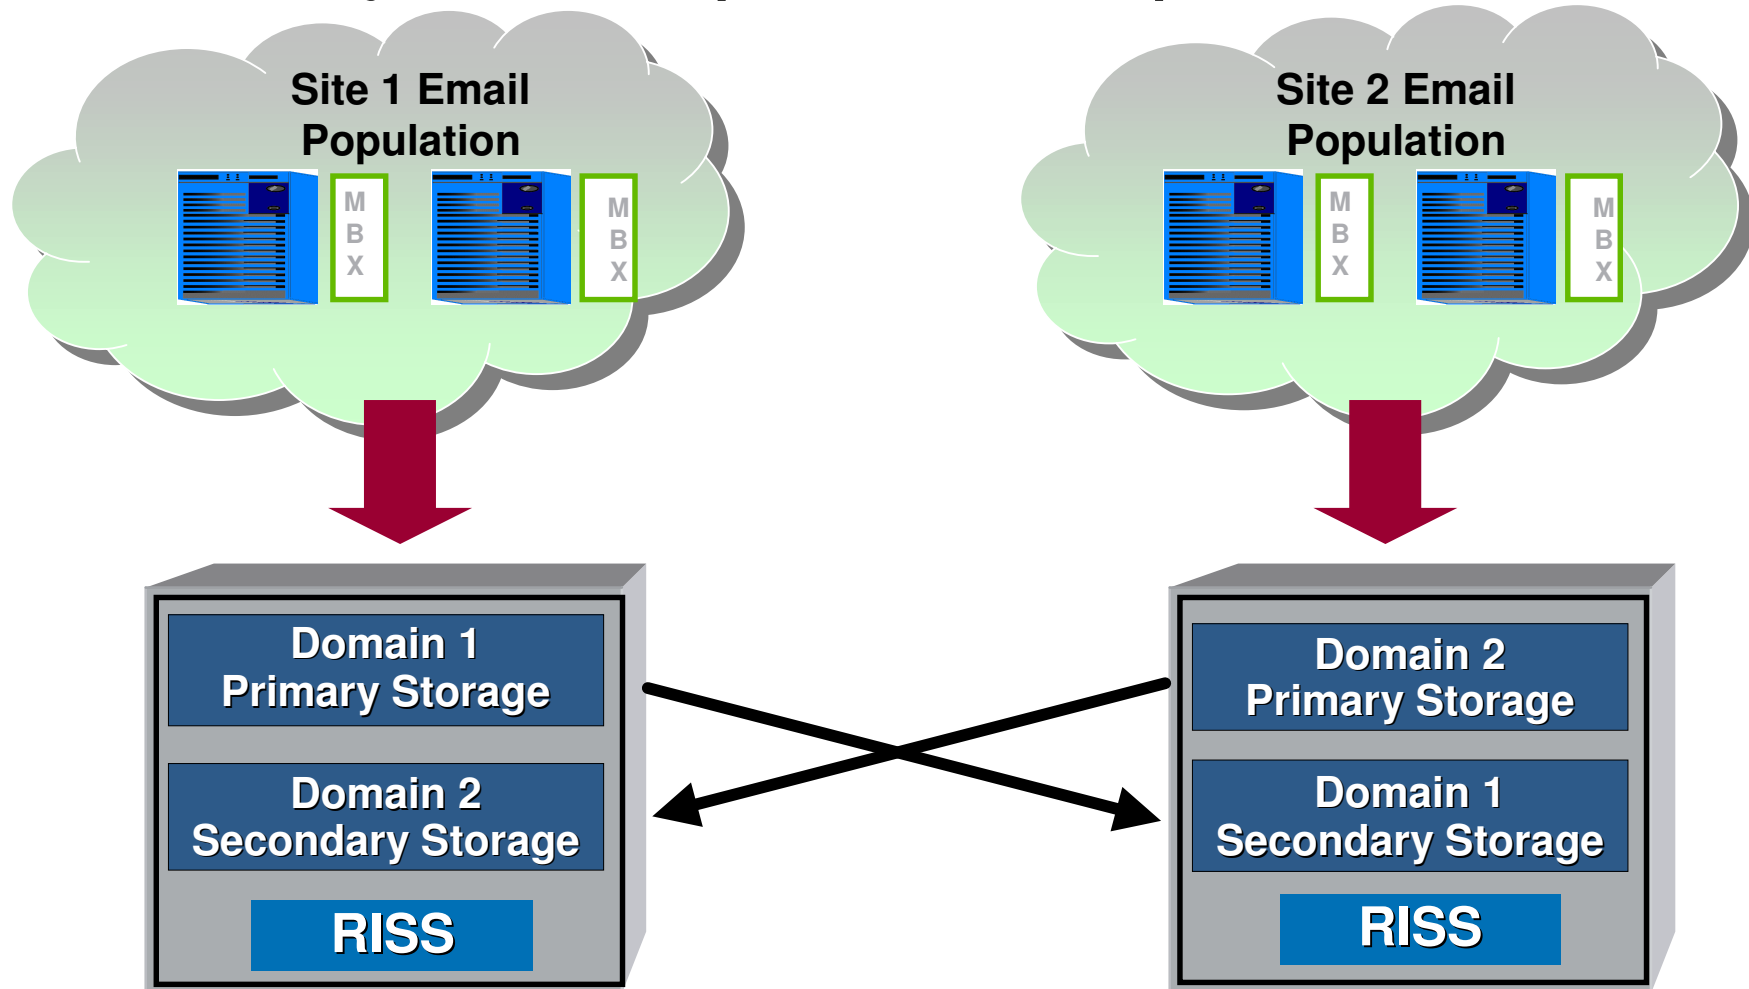 Site 1 Email
Population
M
B
X
M
B
X
Site 2 Email
Population
M
B
X
M
B
X
Domain 1
Primary Storage
Domain 2
Secondary Storage
RISS
Domain 2
Primary Storage
Domain 1
Secondary Storage
RISS